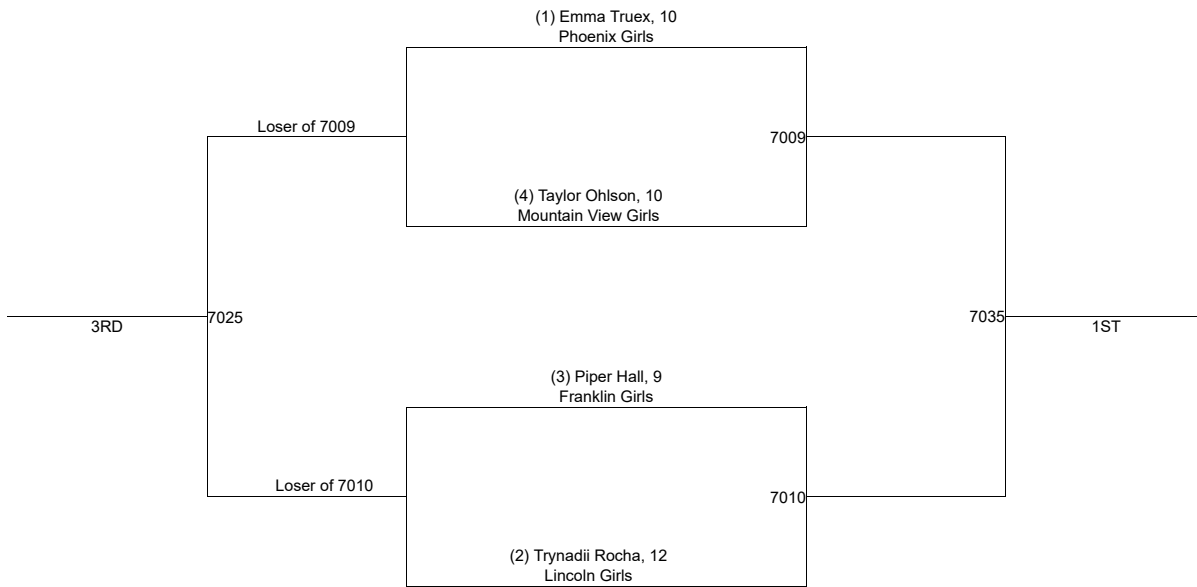 (1) Emma Truex, 10
Phoenix Girls
Loser of 7009
7009
(4) Taylor Ohlson, 10
Mountain View Girls
3RD
7025
7035
1ST
(3) Piper Hall, 9
Franklin Girls
Loser of 7010
7010
(2) Trynadii Rocha, 12
Lincoln Girls